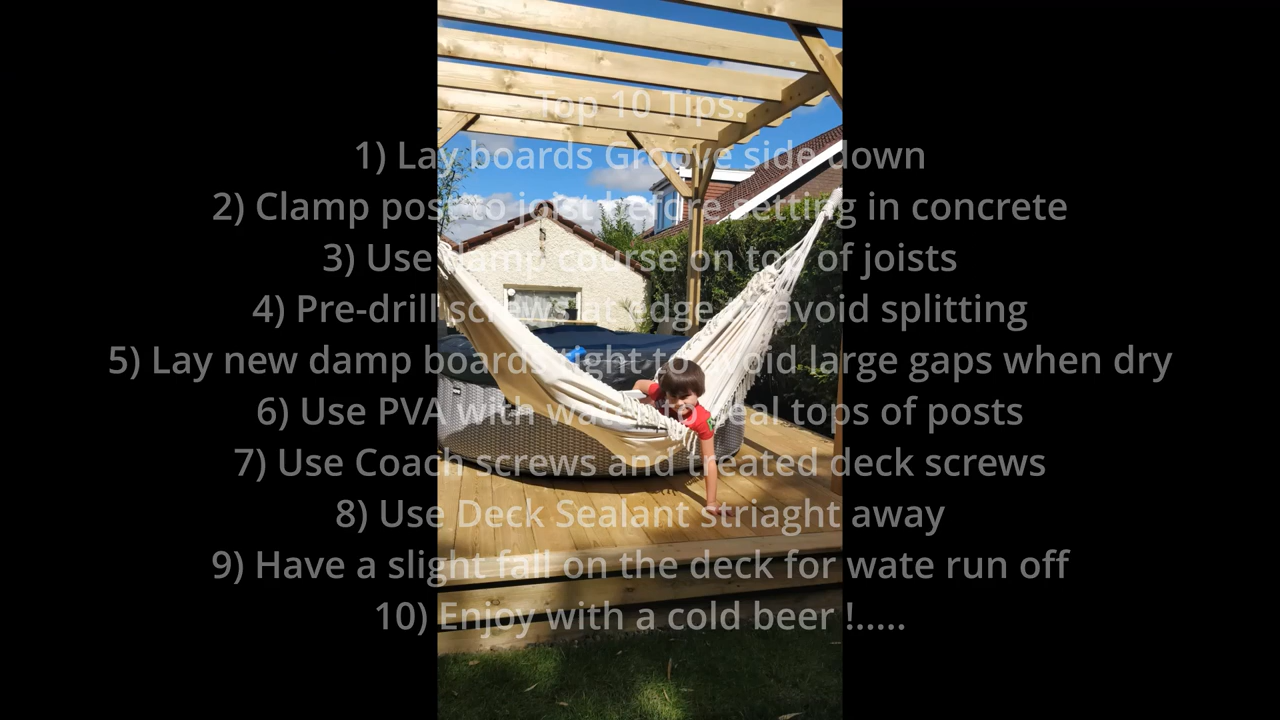 Top 10 Tips:
1) Lay boards Groove side down
2) Clamp post to joist before setting in concrete
3) Use damp course on top of joists
4) Pre-drill screws at edge to avoid splitting
5) Lay new damp boards tight to avoid large gaps when dry
6) Use PVA with water to seal tops of posts
7) Use Coach screws and treated deck screws
8) Use Deck Sealant striaght away
9) Have a slight fall on the deck for wate run off
10) Enjoy with a cold beer !.....